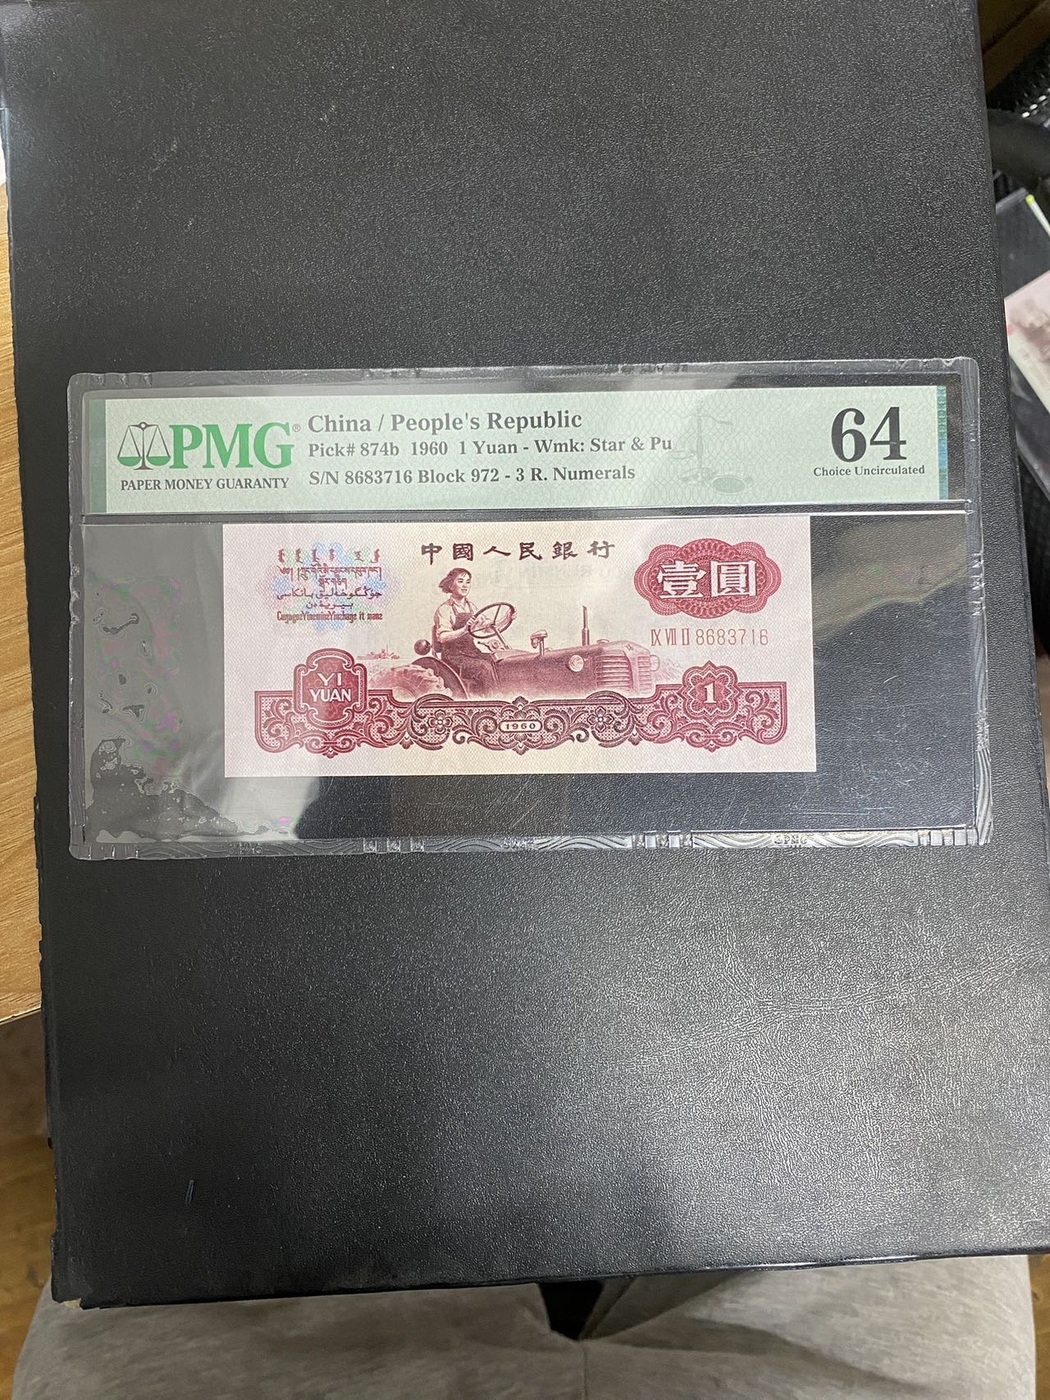 PMG®
PAPER MONEY GUARANTY
China / People's Republic
Pick# 874b 1960 1 Yuan - Wmk: Star & Pu
S/N 8683716 Block 972 - 3 R. Numerals
64
Choice Uncirculated
中國人民銀行
壹圓
IX VII II 8683716
YI
YUAN
1960
1
PMG